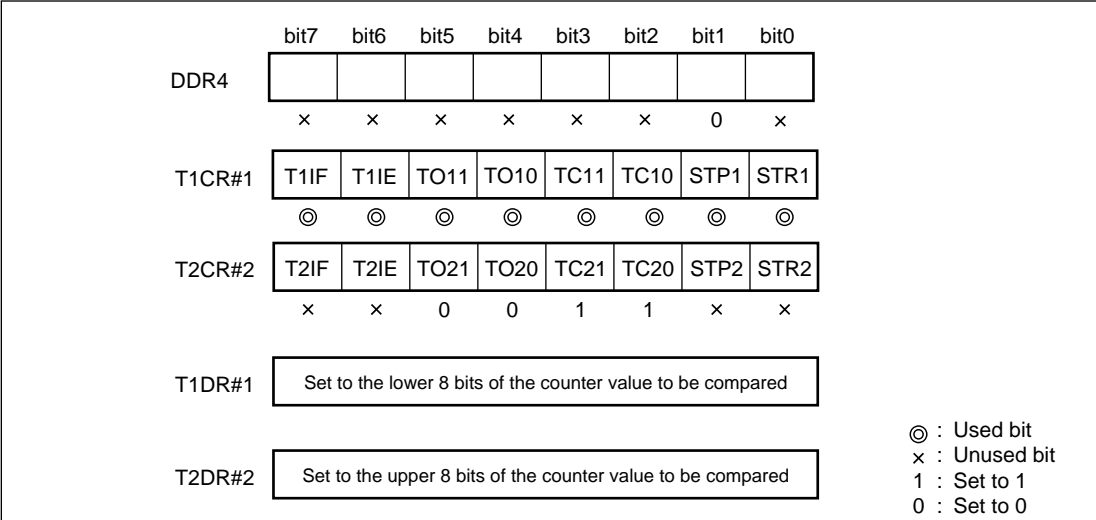 bit7 bit6 bit5 bit4 bit3 bit2 bit1 bit0
DDR4
× × × × × × 0 ×
T1CR#1 T1IF T1IE TO11 TO10 TC11 TC10 STP1 STR1
◎ ◎ ◎ ◎ ◎ ◎ ◎ ◎
T2CR#2 T2IF T2IE TO21 TO20 TC21 TC20 STP2 STR2
× × 0 0 1 1 × ×
T1DR#1 Set to the lower 8 bits of the counter value to be compared
T2DR#2 Set to the upper 8 bits of the counter value to be compared
◎ : Used bit
× : Unused bit
1 : Set to 1
0 : Set to 0